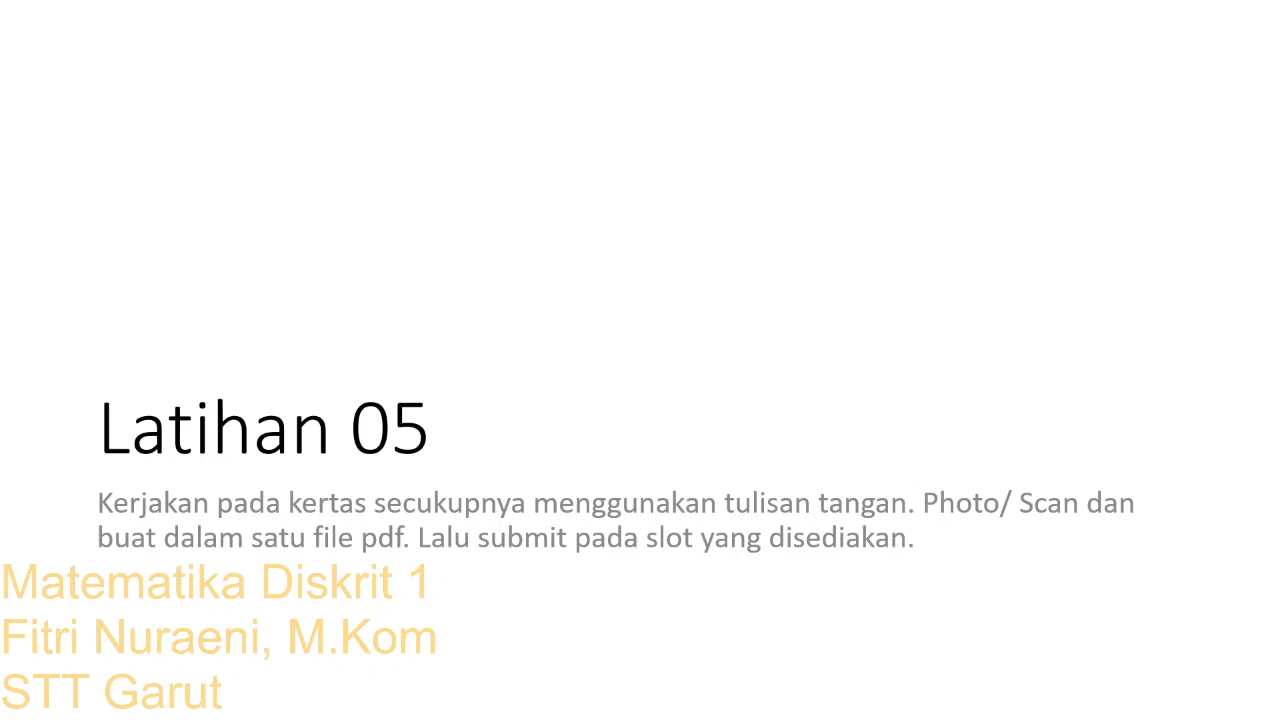 Latihan 05
Kerjakan pada kertas secukupnya menggunakan tulisan tangan. Photo/ Scan dan
buat dalam satu file pdf. Lalu submit pada slot yang disediakan.
Matematika Diskrit 1
Fitri Nuraeni, M.Kom
STT Garut